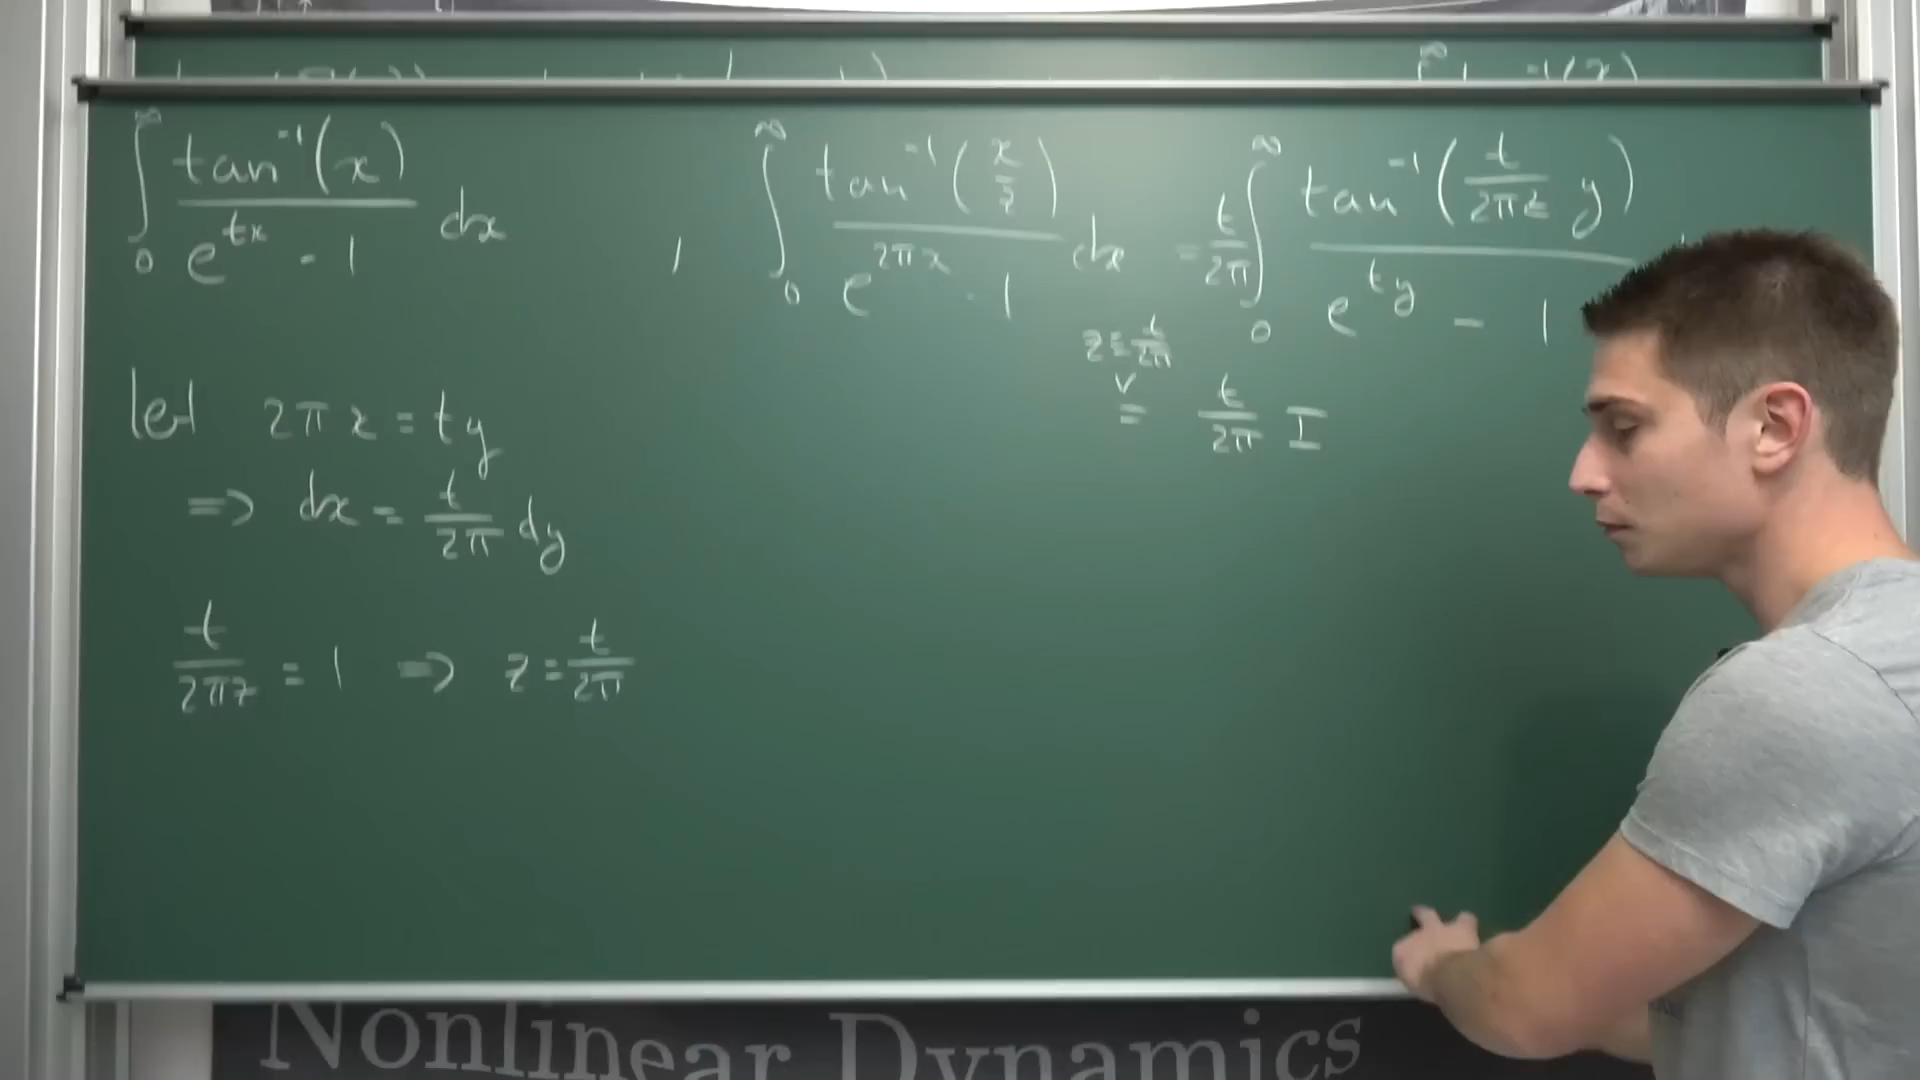 ∞ ∫ 0 tan⁻¹(x) / e^{tx} - 1 dx , ∞ ∫ 0 tan⁻¹(x/z) / e^{2πx} - 1 dx = t/2π ∞ ∫ 0 tan⁻¹(t/2πz y) / e^{ty} - 1
z = t/2π
let 2πx = ty = t/2π I
=> dx = t/2π dy
t/2πz = 1 => z = t/2π
Nonlinear Dynamics